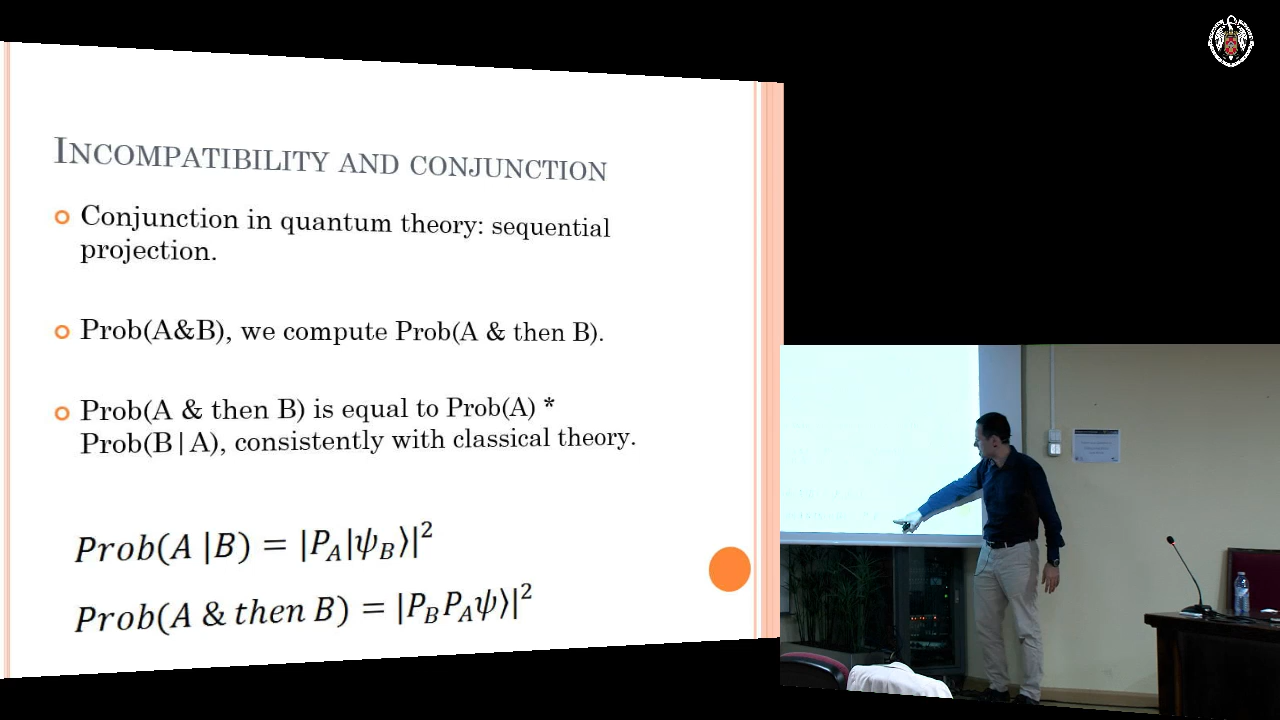 INCOMPATIBILITY AND CONJUNCTION
Conjunction in quantum theory: sequential
projection.
Prob(A&B), we compute Prob(A & then B).
Prob(A & then B) is equal to Prob(A) *
Prob(B|A), consistently with classical theory.
Prob(A |B) = |P_A|ψ_B⟩|²
Prob(A & then B) = |P_B P_A ψ⟩|²